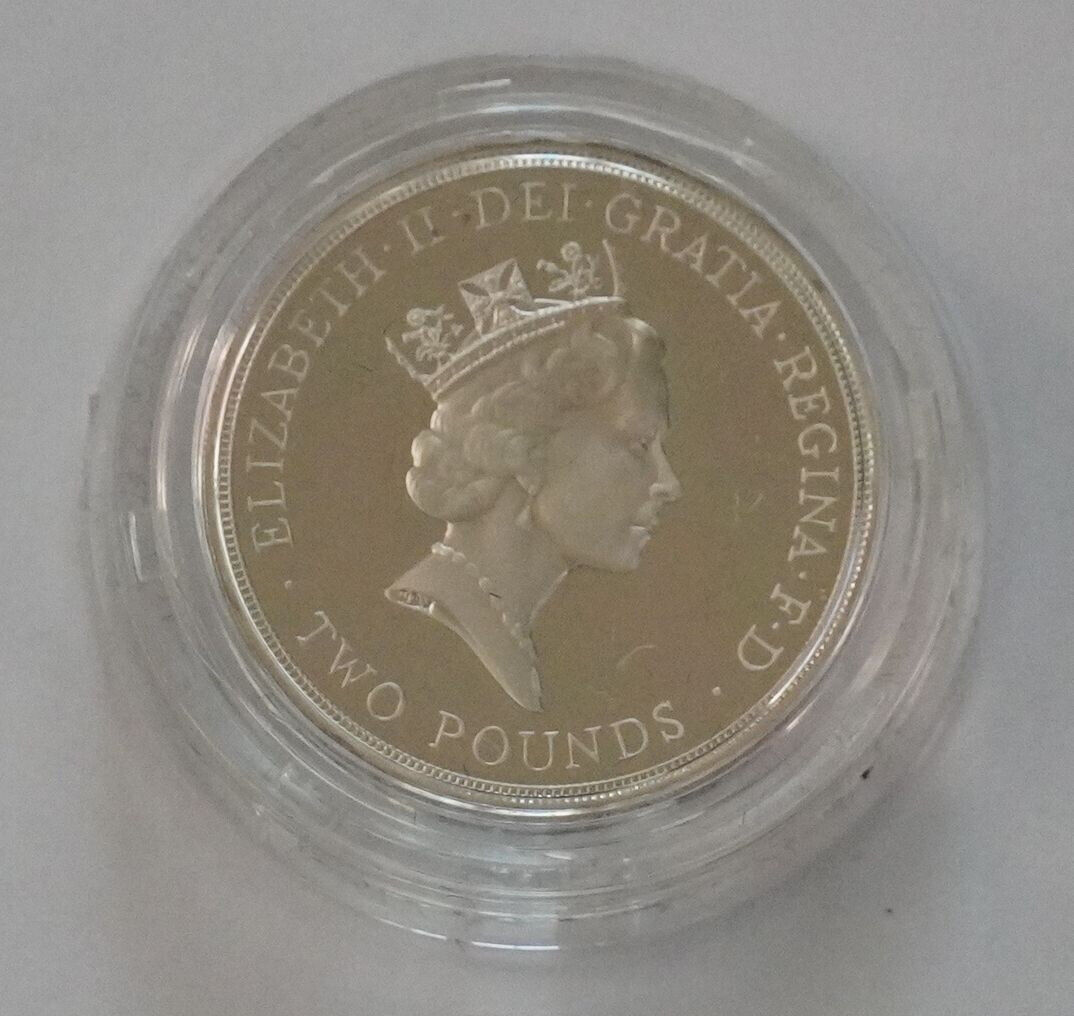 ELIZABETH · II · DEI · GRATIA · REGINA · F · D ·
TWO POUNDS ·